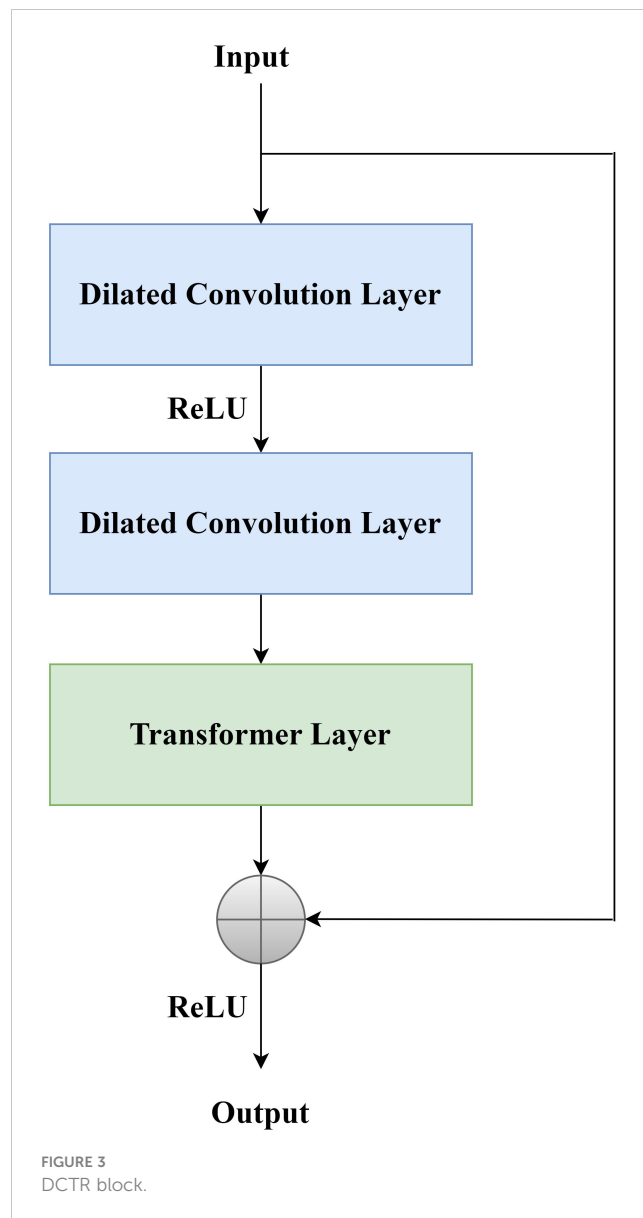 Input
Dilated Convolution Layer
ReLU
Dilated Convolution Layer
Transformer Layer
ReLU
Output
FIGURE 3
DCTR block.